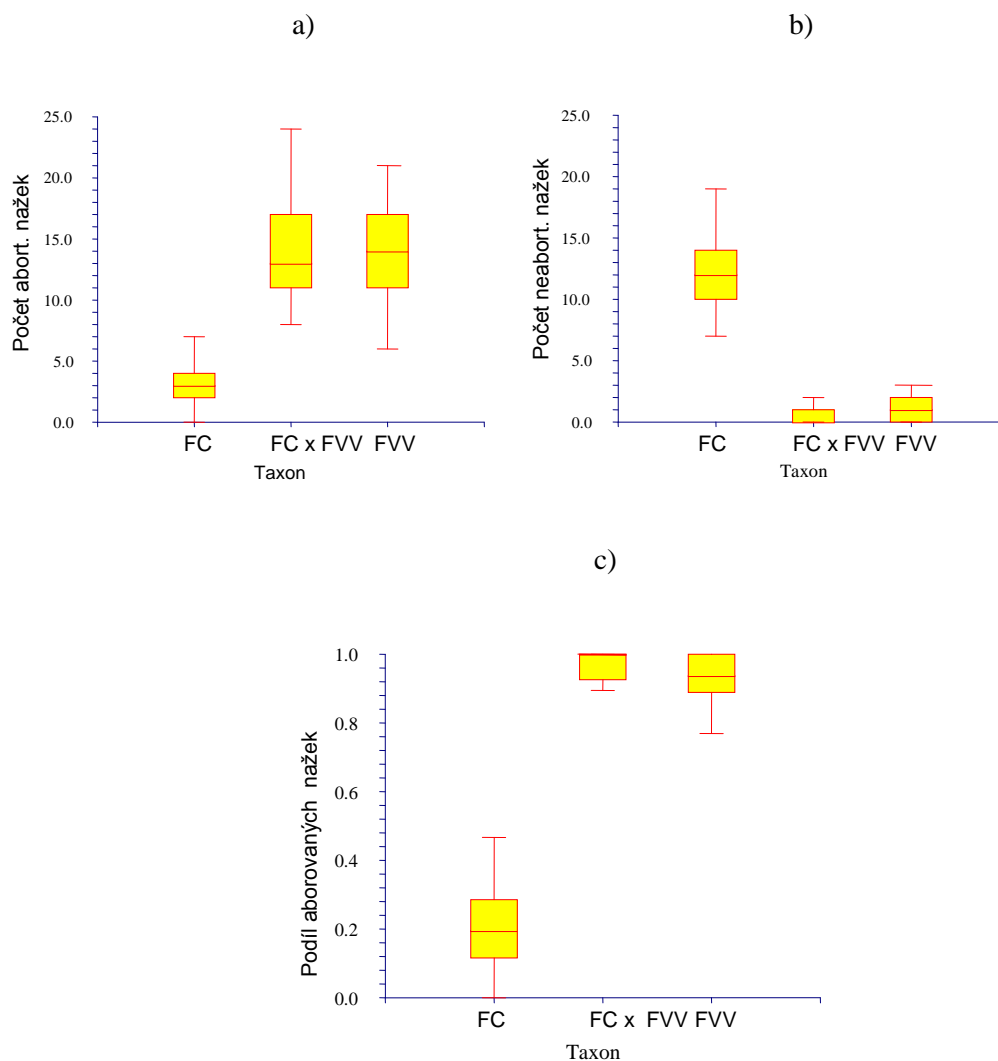 a)
Počet abort. nažek
25.0
20.0
15.0
10.0
5.0
0.0
FC FC x FVV FVV
Taxon
b)
Počet neabort. nažek
25.0
20.0
15.0
10.0
5.0
0.0
FC FC x FVV FVV
Taxon
c)
Podíl aborovaných nažek
1.0
0.8
0.6
0.4
0.2
0.0
FC FC x FVV FVV
Taxon